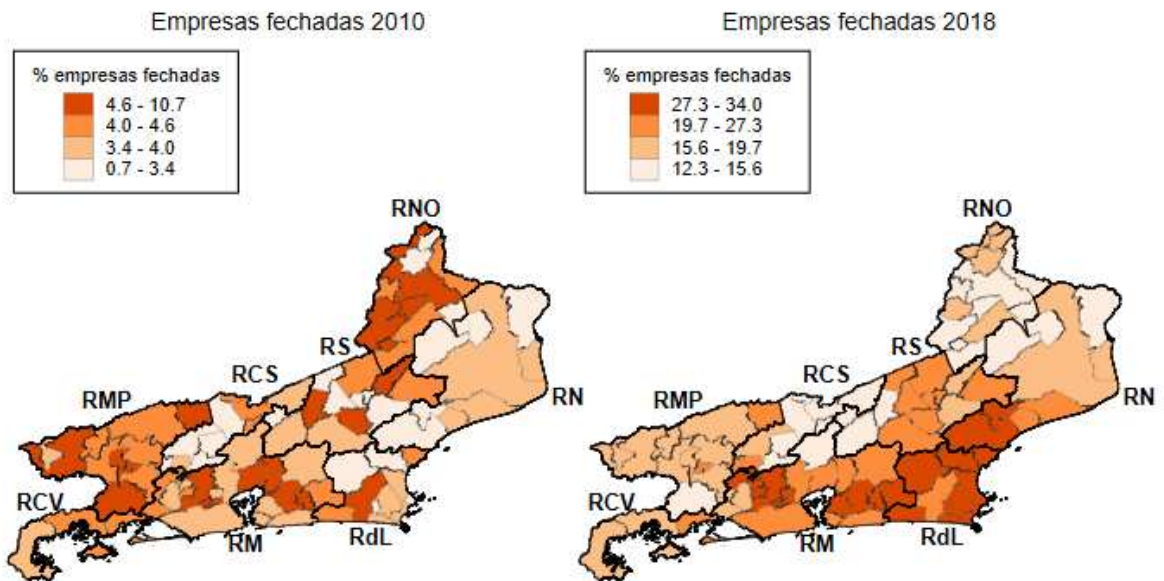 Empresas fechadas 2010
% empresas fechadas
4.6 - 10.7
4.0 - 4.6
3.4 - 4.0
0.7 - 3.4
RNO
RS
RCS
RMP
RN
RCV
RM
RdL
Empresas fechadas 2018
% empresas fechadas
27.3 - 34.0
19.7 - 27.3
15.6 - 19.7
12.3 - 15.6
RNO
RS
RCS
RMP
RN
RCV
RM
RdL